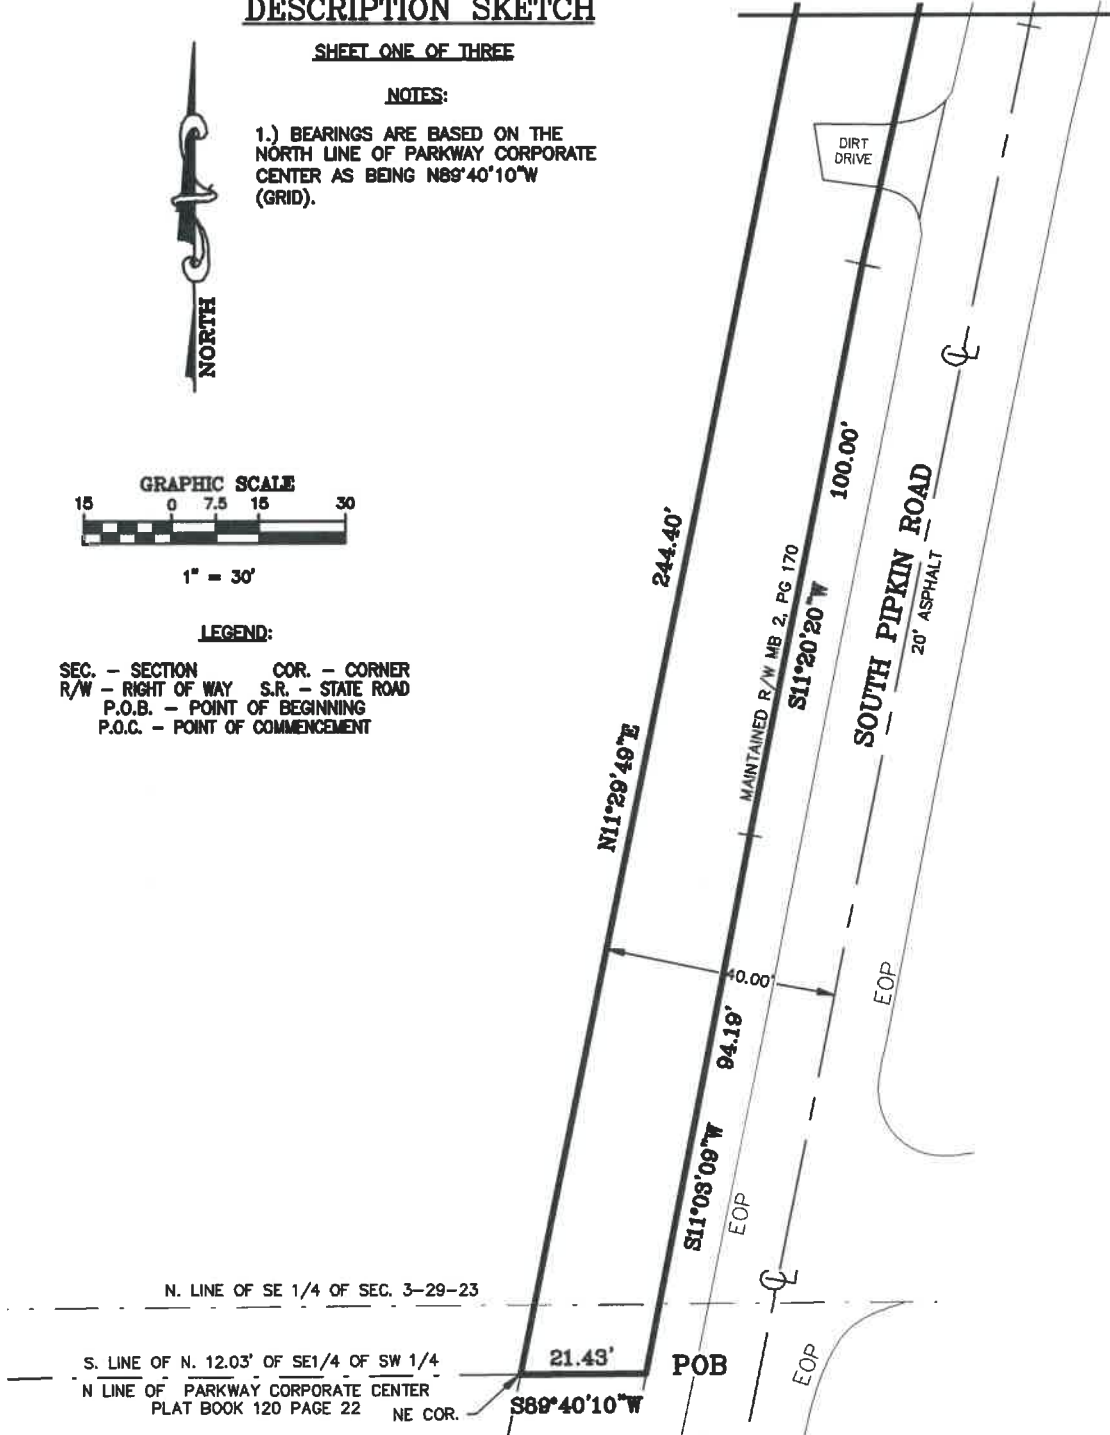 DESCRIPTION SKETCH
SHEET ONE OF THREE
NOTES:
1.) BEARINGS ARE BASED ON THE
NORTH LINE OF PARKWAY CORPORATE
CENTER AS BEING N89°40'10"W
(GRID).
NORTH
GRAPHIC SCALE
15 0 7.5 15 30
1" = 30'
LEGEND:
SEC. – SECTION COR. – CORNER
R/W – RIGHT OF WAY S.R. – STATE ROAD
P.O.B. – POINT OF BEGINNING
P.O.C. – POINT OF COMMENCEMENT
DIRT
DRIVE
℄
100.00'
244.40'
MAINTAINED R/W MB 2, PG 170
S11°20'20"W
SOUTH PIPKIN ROAD
20' ASPHALT
N11°29'49"E
40.00'
EOP
94.19'
S11°03'09"W
EOP
℄
N. LINE OF SE 1/4 OF SEC. 3–29–23
S. LINE OF N. 12.03' OF SE1/4 OF SW 1/4
N LINE OF PARKWAY CORPORATE CENTER
PLAT BOOK 120 PAGE 22
NE COR.
21.43'
S89°40'10"W
POB
EOP